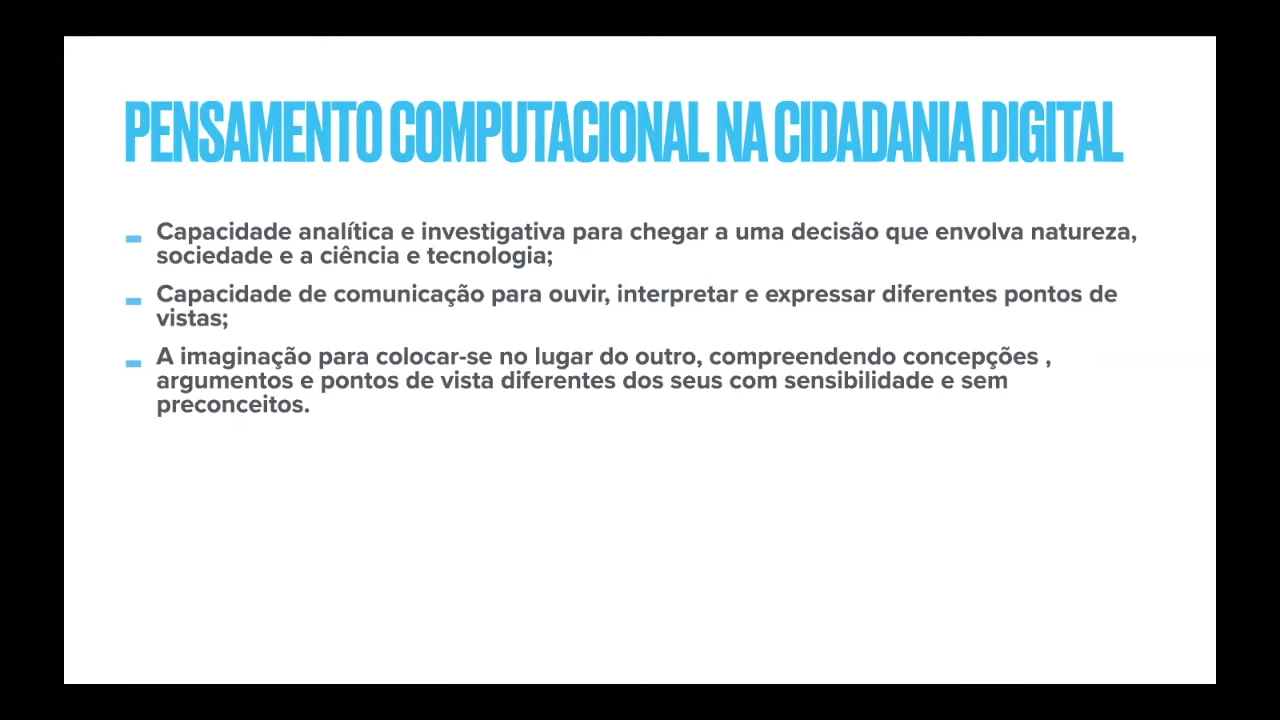 PENSAMENTO COMPUTACIONAL NA CIDADANIA DIGITAL
- Capacidade analítica e investigativa para chegar a uma decisão que envolva natureza,
sociedade e a ciência e tecnologia;
- Capacidade de comunicação para ouvir, interpretar e expressar diferentes pontos de
vistas;
- A imaginação para colocar-se no lugar do outro, compreendendo concepções ,
argumentos e pontos de vista diferentes dos seus com sensibilidade e sem
preconceitos.